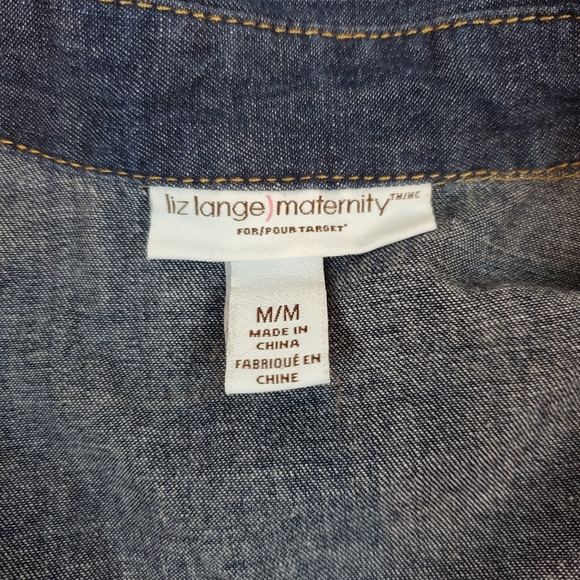 liz lange) maternity TM/MC
FOR/POUR TARGET*
M/M
MADE IN
CHINA
FABRIQUÉ EN
CHINE